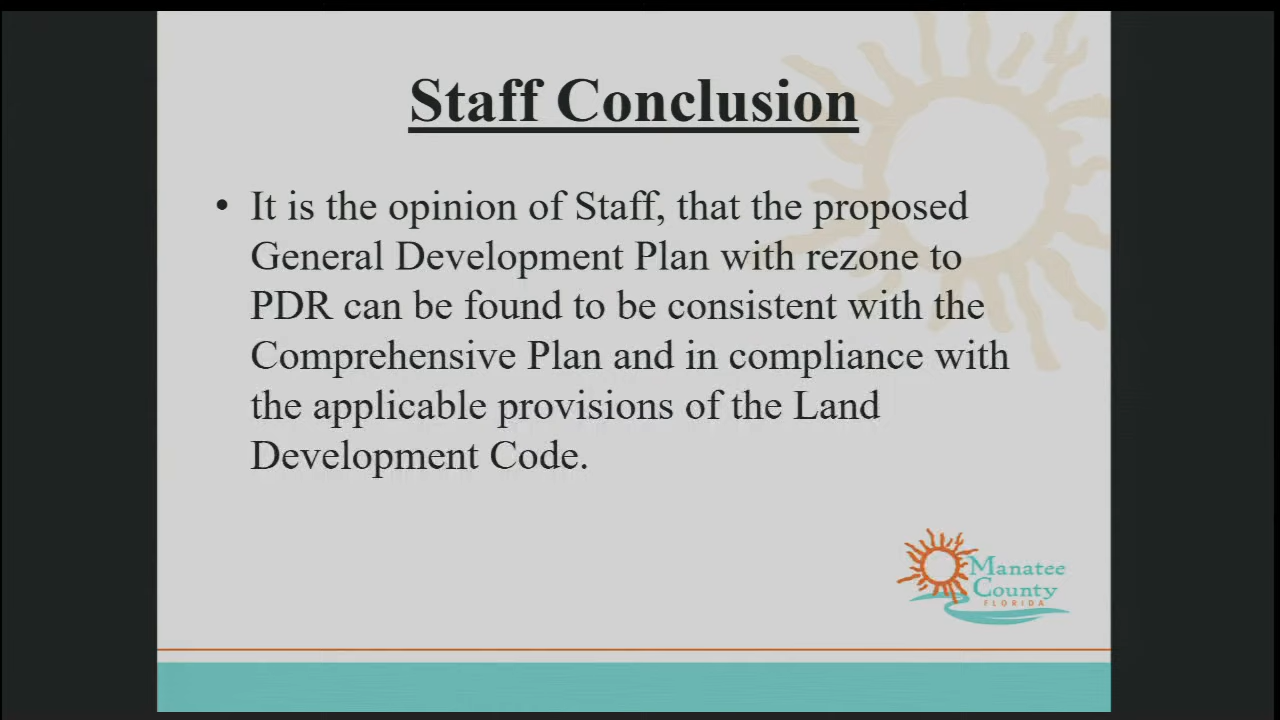 Staff Conclusion
• It is the opinion of Staff, that the proposed
General Development Plan with rezone to
PDR can be found to be consistent with the
Comprehensive Plan and in compliance with
the applicable provisions of the Land
Development Code.
Manatee
County
FLORIDA